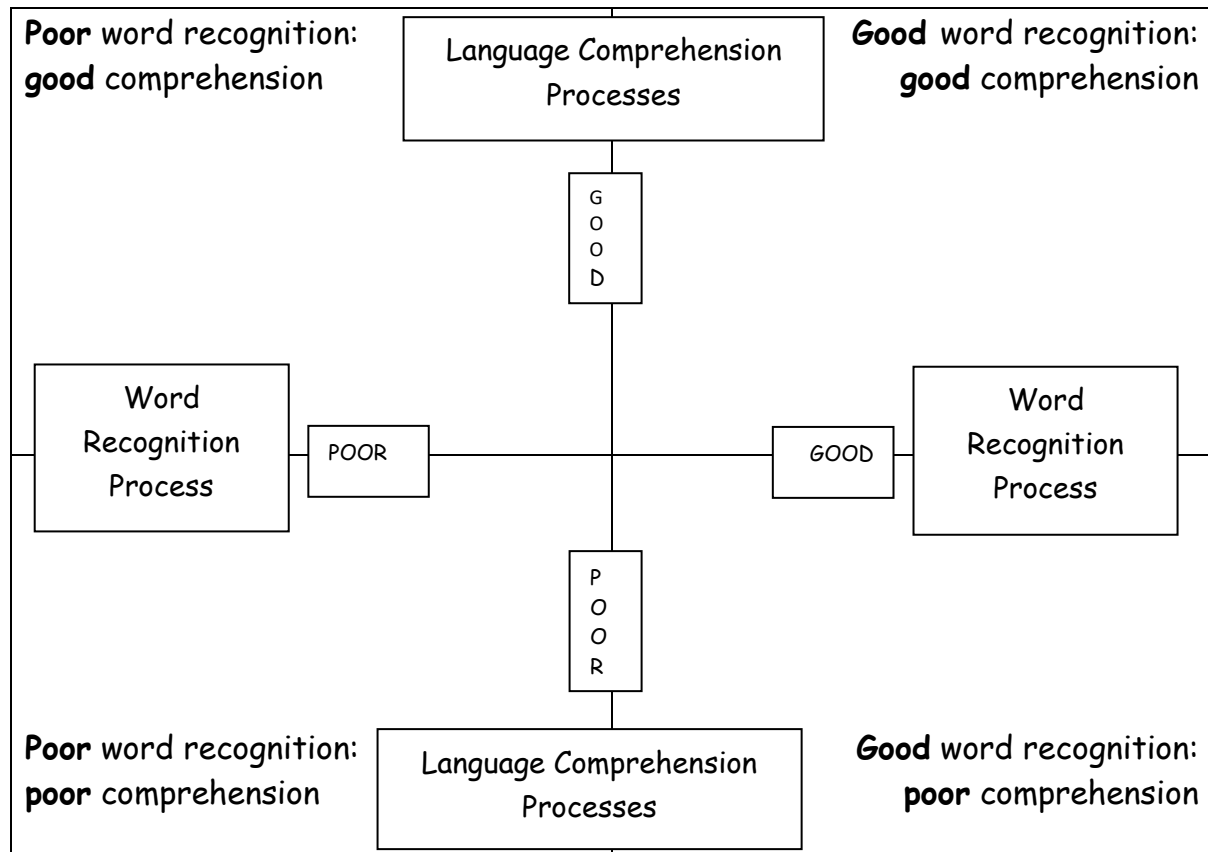 Poor word recognition:
good comprehension
Language Comprehension
Processes
Good word recognition:
good comprehension
G
O
O
D
Word
Recognition
Process
POOR
GOOD
Word
Recognition
Process
P
O
O
R
Poor word recognition:
poor comprehension
Language Comprehension
Processes
Good word recognition:
poor comprehension